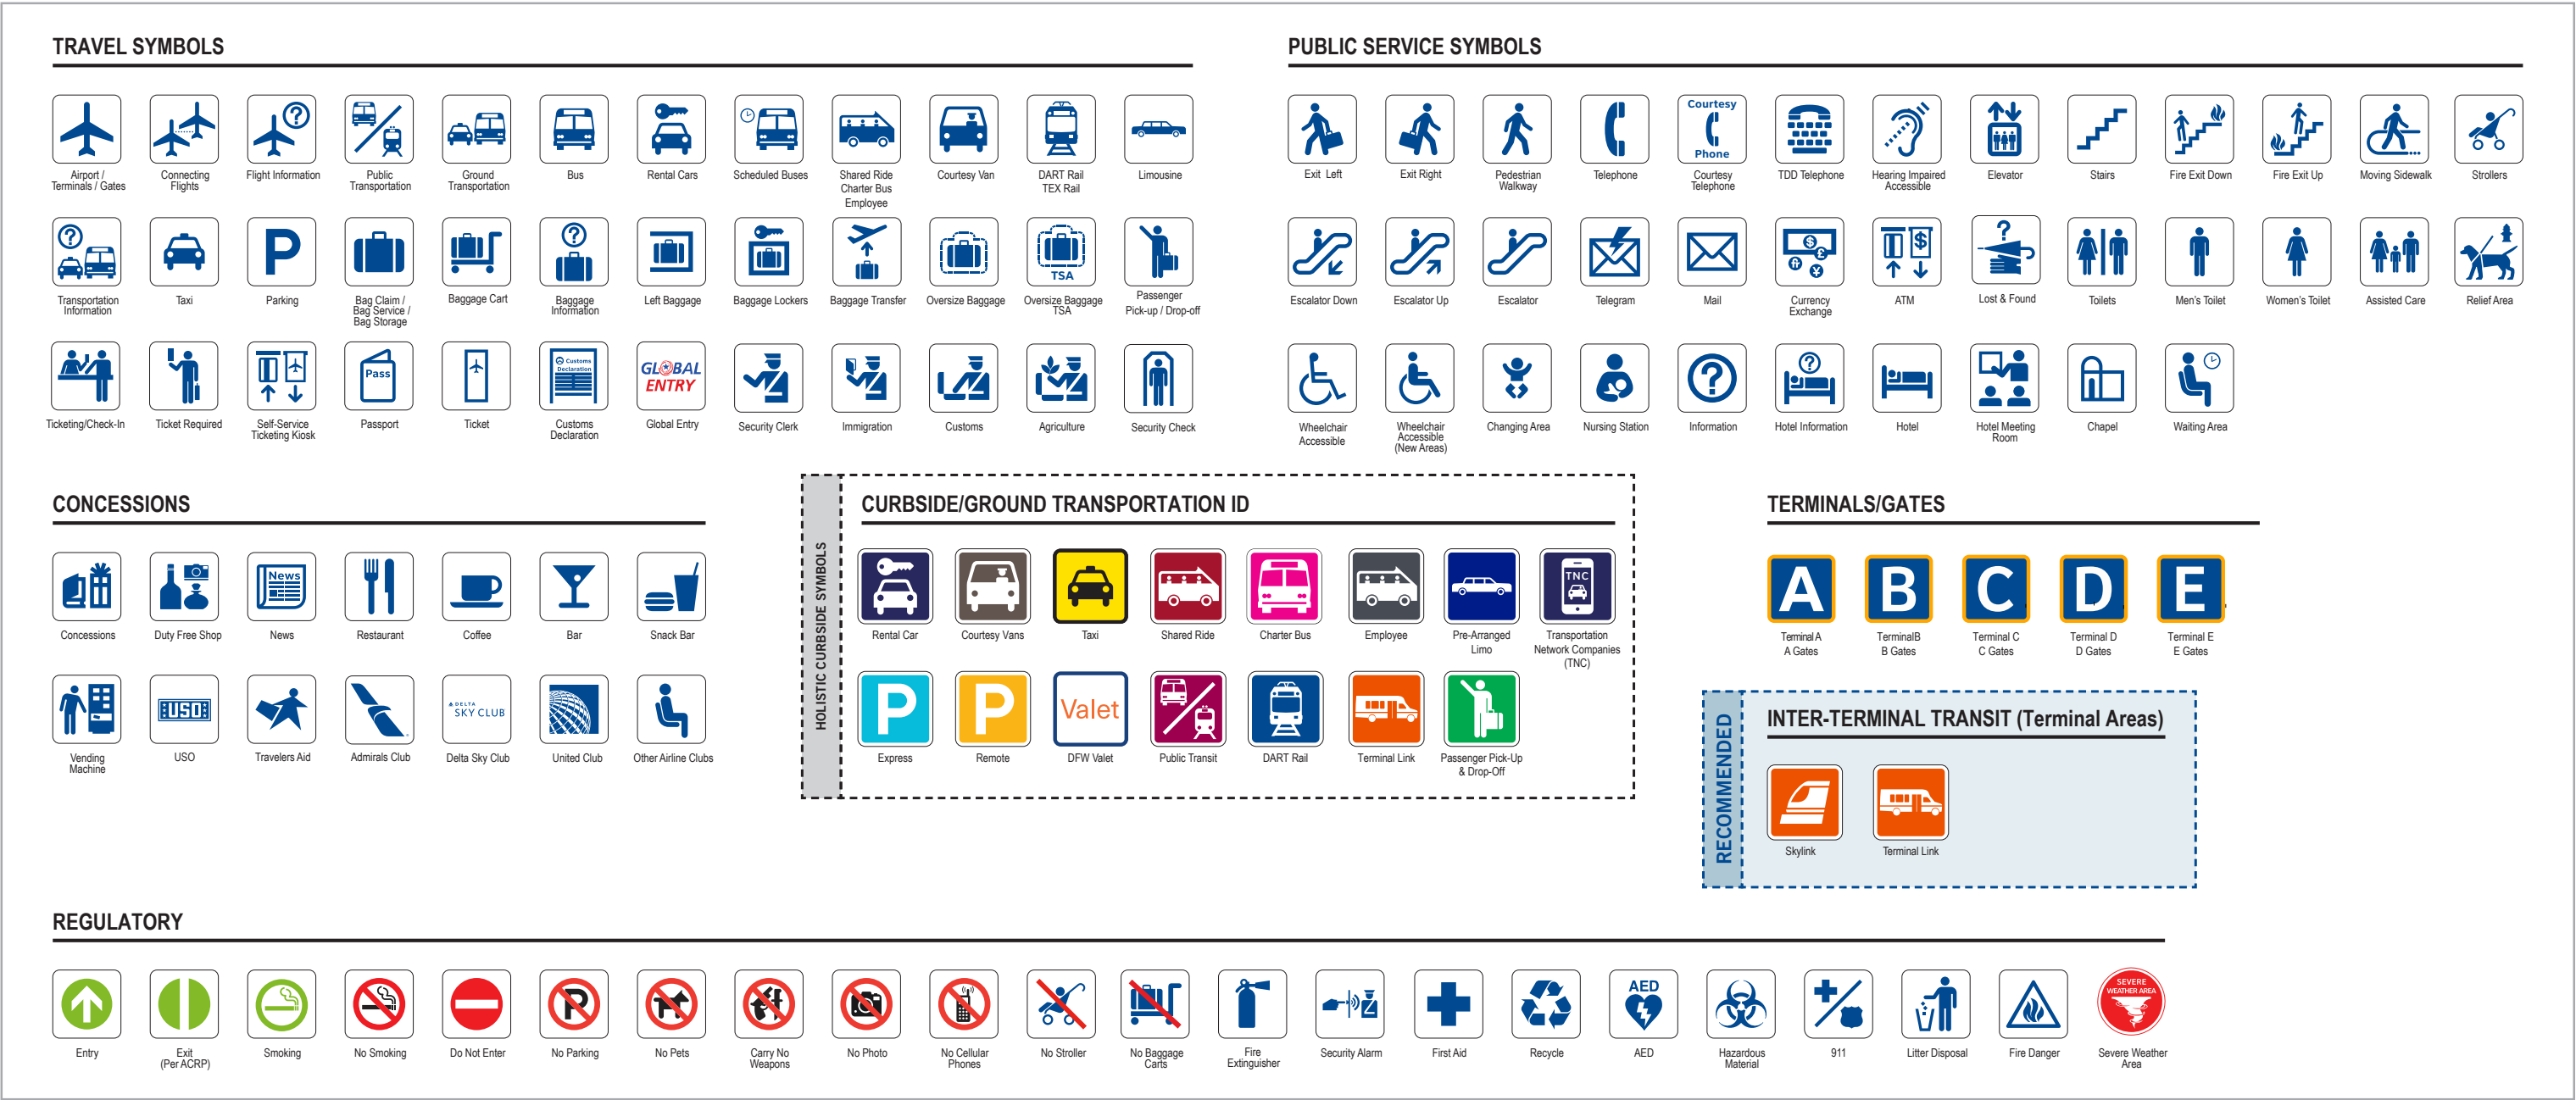 TRAVEL SYMBOLS
Airport /
Terminals / Gates
Connecting
Flights
?
Flight Information
Public
Transportation
Ground
Transportation
Bus
Rental Cars
Scheduled Buses
Shared Ride
Charter Bus
Employee
Courtesy Van
DART Rail
TEX Rail
Limousine
?
Transportation
Information
Taxi
P
Parking
Bag Claim /
Bag Service /
Bag Storage
Baggage Cart
?
Baggage
Information
Left Baggage
Baggage Lockers
Baggage Transfer
Oversize Baggage
TSA
Oversize Baggage
TSA
Passenger
Pick-up / Drop-off
Ticketing/Check-In
Ticket Required
Self-Service
Ticketing Kiosk
Pass
Passport
Ticket
Customs
Declaration
Customs
Declaration
GLOBAL
ENTRY
Global Entry
Security Clerk
Immigration
Customs
Agriculture
Security Check
PUBLIC SERVICE SYMBOLS
Exit Left
Exit Right
Pedestrian
Walkway
Telephone
Courtesy
Phone
Courtesy
Telephone
TDD Telephone
Hearing Impaired
Accessible
Elevator
Stairs
Fire Exit Down
Fire Exit Up
Moving Sidewalk
Strollers
Escalator Down
Escalator Up
Escalator
Telegram
Mail
$
£
¥
Currency
Exchange
$
ATM
?
Lost & Found
Toilets
Men's Toilet
Women's Toilet
Assisted Care
Relief Area
Wheelchair
Accessible
Wheelchair
Accessible
(New Areas)
Changing Area
Nursing Station
?
Information
?
Hotel Information
Hotel
Hotel Meeting
Room
Chapel
Waiting Area
CONCESSIONS
Concessions
Duty Free Shop
News
News
Restaurant
Coffee
Bar
Snack Bar
Vending
Machine
USO
USO
Travelers Aid
Admirals Club
DELTA
SKY CLUB
Delta Sky Club
United Club
Other Airline Clubs
HOLISTIC CURBSIDE SYMBOLS
CURBSIDE/GROUND TRANSPORTATION ID
Rental Car
Courtesy Vans
Taxi
Shared Ride
Charter Bus
Employee
Pre-Arranged
Limo
TNC
Transportation
Network Companies
(TNC)
P
Express
P
Remote
Valet
DFW Valet
Public Transit
DART Rail
Terminal Link
Passenger Pick-Up
& Drop-Off
TERMINALS/GATES
A
Terminal A
A Gates
B
TerminalB
B Gates
C
Terminal C
C Gates
D
Terminal D
D Gates
E
Terminal E
E Gates
RECOMMENDED
INTER-TERMINAL TRANSIT (Terminal Areas)
Skylink
Terminal Link
REGULATORY
Entry
Exit
(Per ACRP)
Smoking
No Smoking
Do Not Enter
P
No Parking
No Pets
Carry No
Weapons
No Photo
No Cellular
Phones
No Stroller
No Baggage
Carts
Fire
Extinguisher
Security Alarm
First Aid
Recycle
AED
AED
Hazardous
Material
911
Litter Disposal
Fire Danger
SEVERE
WEATHER AREA
Severe Weather
Area